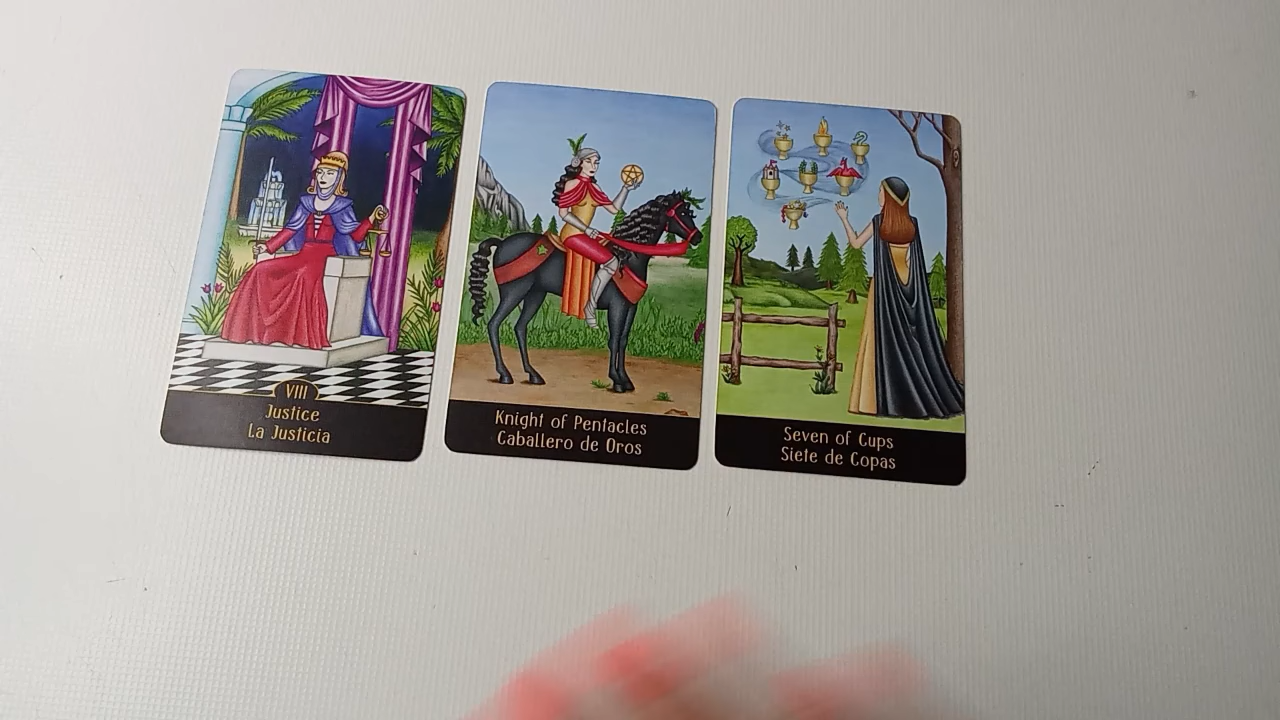 VIII
Justice
La Justicia
Knight of Pentacles
Caballero de Oros
Seven of Cups
Siete de Copas